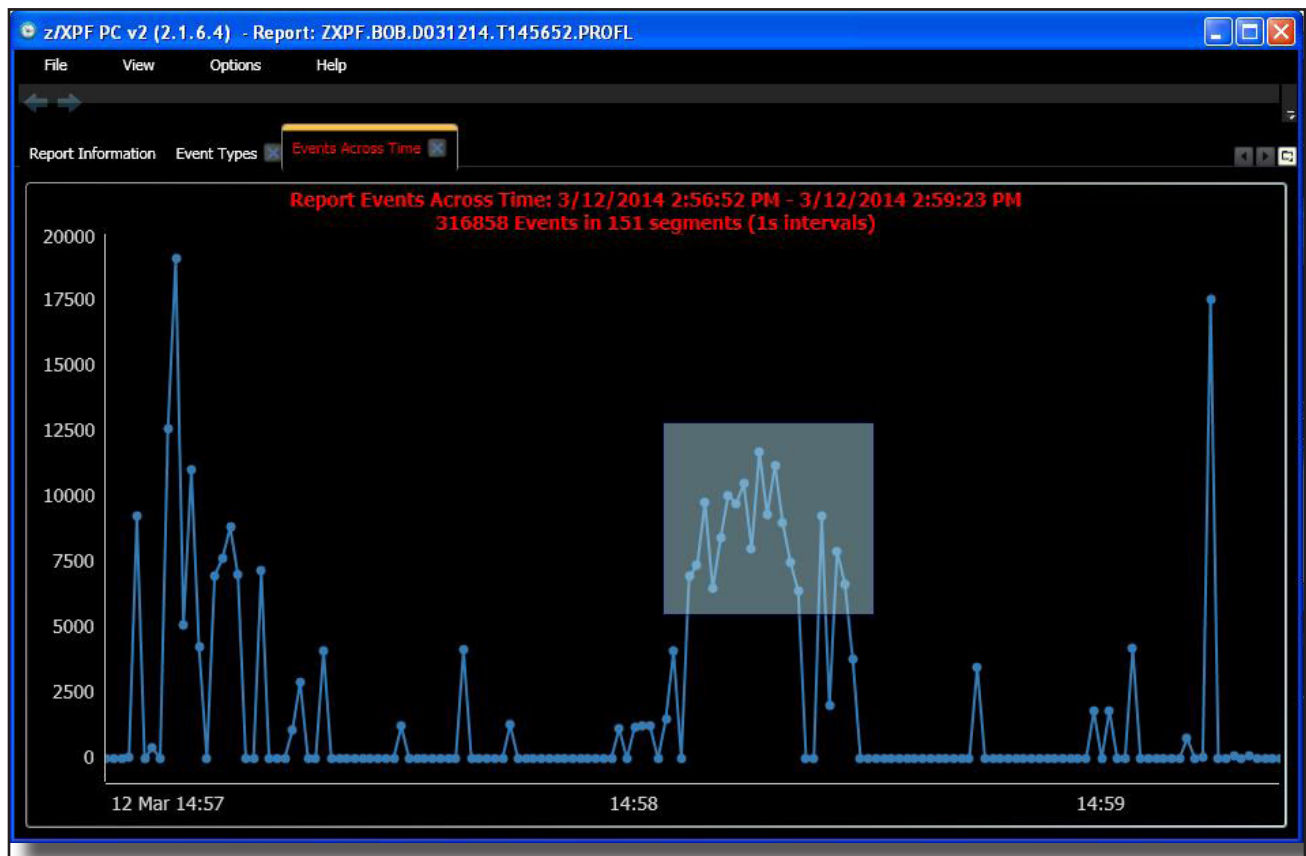 z/XPF PC v2 (2.1.6.4) - Report: ZXPF.BOB.D031214.T145652.PROFL
File View Options Help
Report Information Event Types Events Across Time
Report Events Across Time: 3/12/2014 2:56:52 PM - 3/12/2014 2:59:23 PM
316858 Events in 151 segments (1s intervals)
20000
17500
15000
12500
10000
7500
5000
2500
0
12 Mar 14:57 14:58 14:59